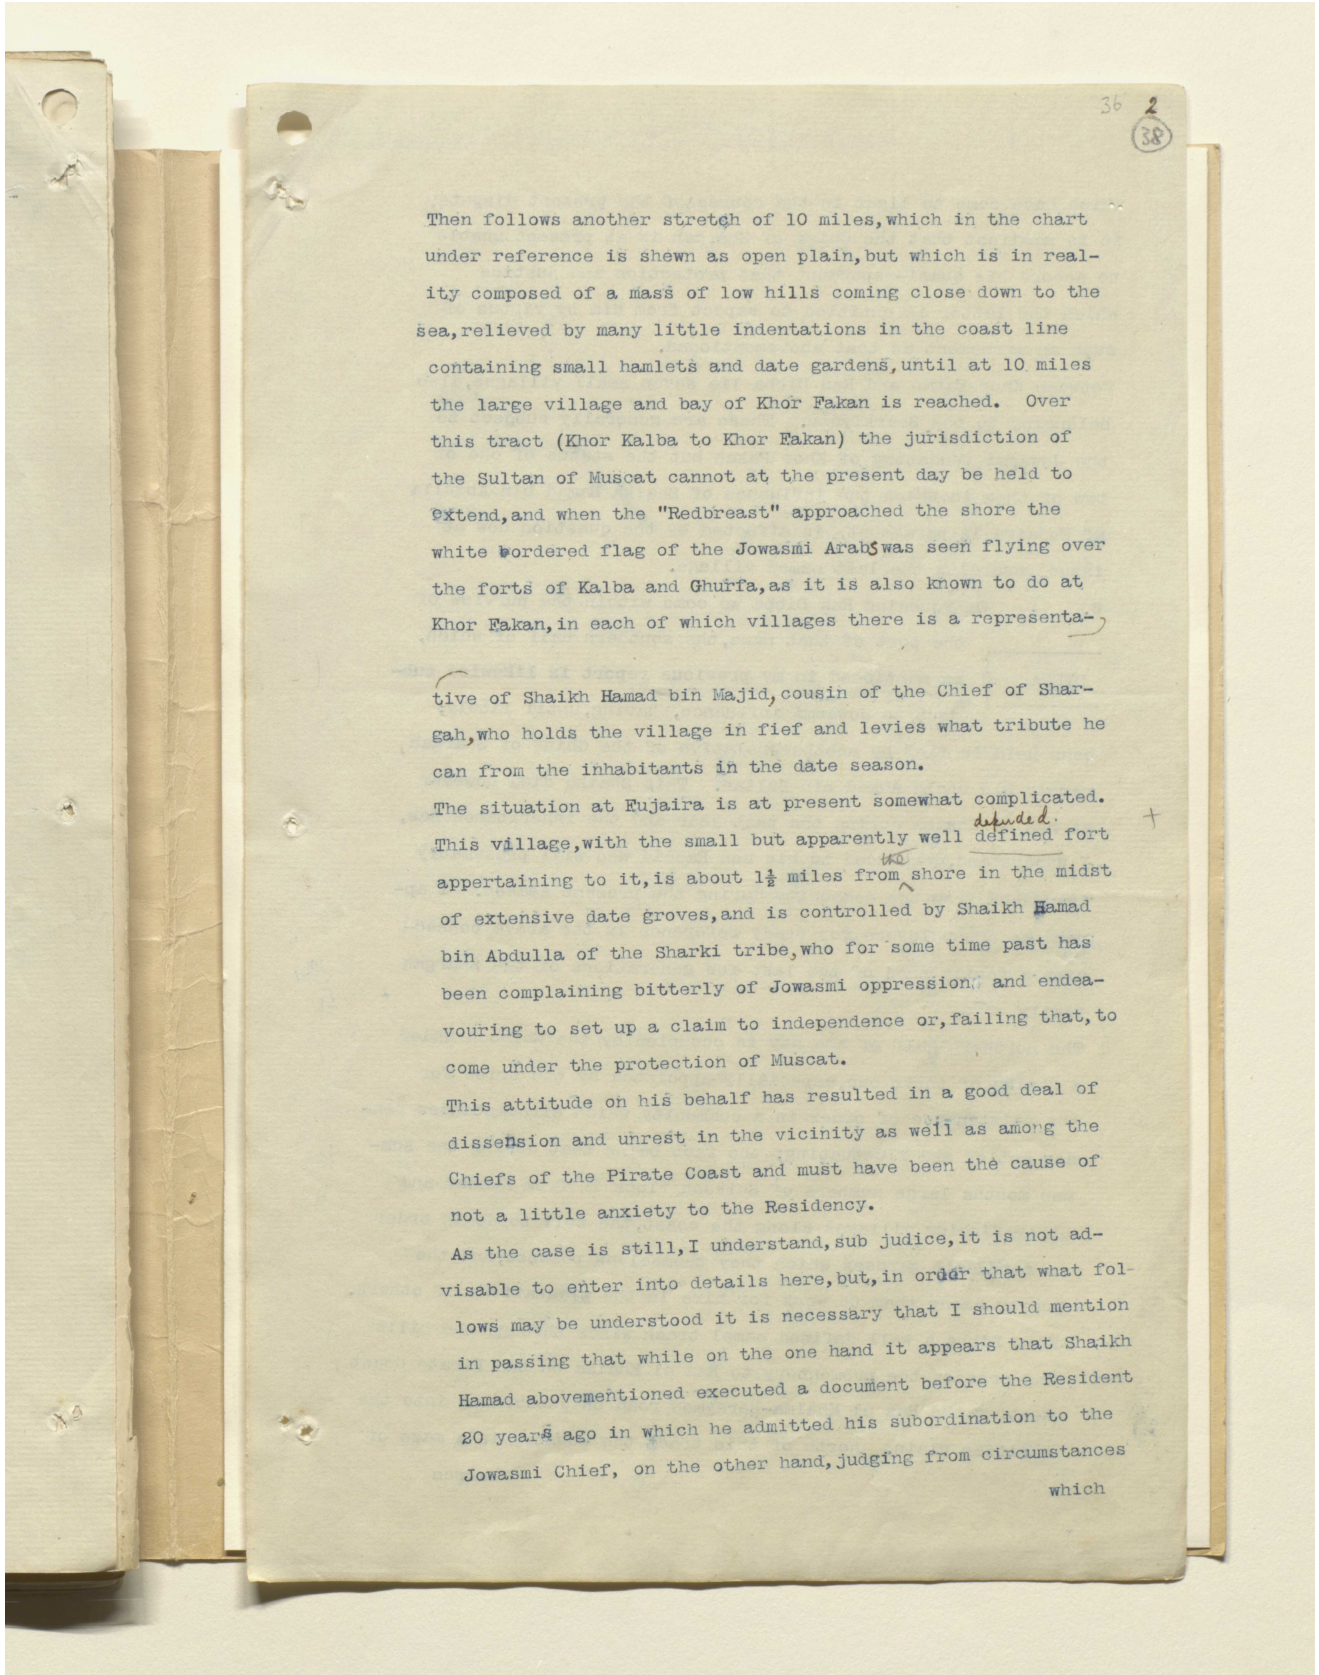 36 2
38
Then follows another stretch of 10 miles,which in the chart
under reference is shewn as open plain,but which is in real-
ity composed of a mass of low hills coming close down to the
sea,relieved by many little indentations in the coast line
containing small hamlets and date gardens,until at 10 miles
the large village and bay of Khor Fakan is reached. Over
this tract (Khor Kalba to Khor Fakan) the jurisdiction of
the Sultan of Muscat cannot at the present day be held to
extend,and when the "Redbreast" approached the shore the
white bordered flag of the Jowasmi Arabs was seen flying over
the forts of Kalba and Ghurfa,as it is also known to do at
Khor Fakan,in each of which villages there is a representa-
tive of Shaikh Hamad bin Majid,cousin of the Chief of Shar-
gah,who holds the village in fief and levies what tribute he
can from the inhabitants in the date season.
The situation at Fujaira is at present somewhat complicated.
defended.
This village,with the small but apparently well defined fort
+
the
appertaining to it,is about 1½ miles from shore in the midst
of extensive date groves,and is controlled by Shaikh Hamad
bin Abdulla of the Sharki tribe,who for some time past has
been complaining bitterly of Jowasmi oppression and endea-
vouring to set up a claim to independence or,failing that,to
come under the protection of Muscat.
This attitude on his behalf has resulted in a good deal of
dissension and unrest in the vicinity as well as among the
Chiefs of the Pirate Coast and must have been the cause of
not a little anxiety to the Residency.
As the case is still,I understand,sub judice,it is not ad-
visable to enter into details here,but,in order that what fol-
lows may be understood it is necessary that I should mention
in passing that while on the one hand it appears that Shaikh
Hamad abovementioned executed a document before the Resident
20 years ago in which he admitted his subordination to the
Jowasmi Chief, on the other hand,judging from circumstances
which